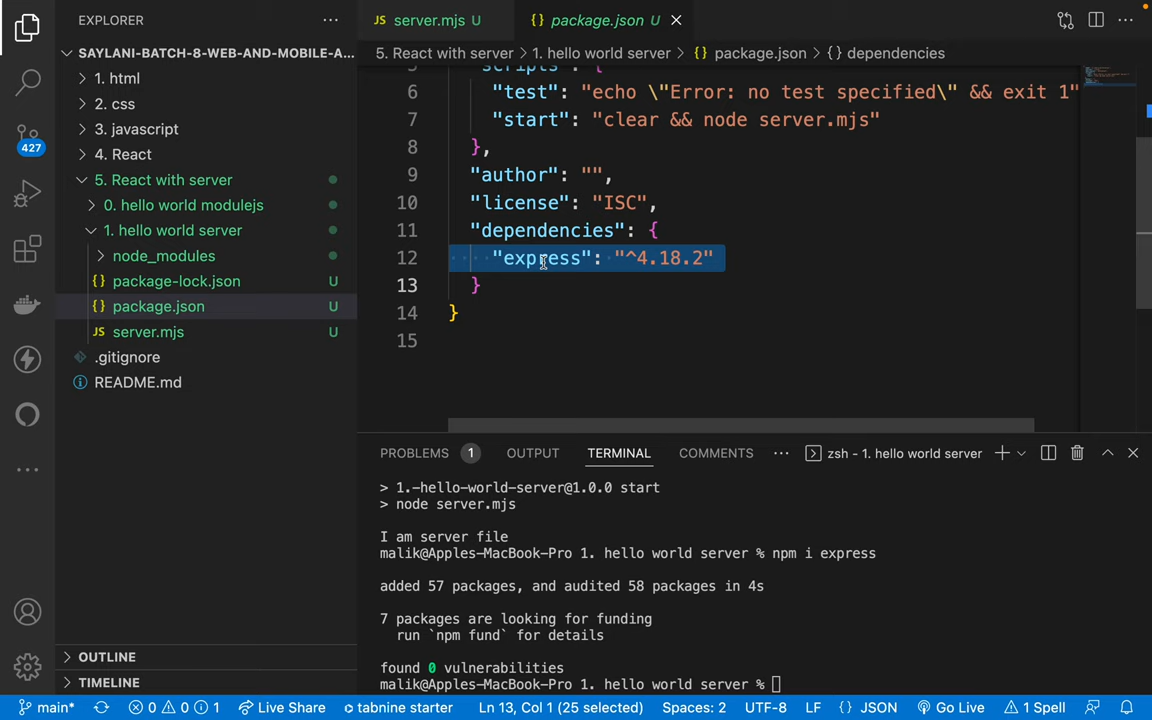 EXPLORER
SAYLANI-BATCH-8-WEB-AND-MOBILE-A...
1. html
2. css
3. javascript
4. React
5. React with server
0. hello world modulejs
1. hello world server
node_modules
{} package-lock.json U
{} package.json U
JS server.mjs U
.gitignore
README.md
OUTLINE
TIMELINE
427
JS server.mjs U
{} package.json U
5. React with server > 1. hello world server > {} package.json > {} dependencies
5 "scripts": {
6 "test": "echo \"Error: no test specified\" && exit 1"
7 "start": "clear && node server.mjs"
8 },
9 "author": "",
10 "license": "ISC",
11 "dependencies": {
12 "express": "^4.18.2"
13 }
14 }
15
PROBLEMS 1 OUTPUT TERMINAL COMMENTS ... zsh - 1. hello world server
> 1.-hello-world-server@1.0.0 start
> node server.mjs
I am server file
malik@Apples-MacBook-Pro 1. hello world server % npm i express
added 57 packages, and audited 58 packages in 4s
7 packages are looking for funding
run `npm fund` for details
found 0 vulnerabilities
malik@Apples-MacBook-Pro 1. hello world server %
main* 0 0 1 Live Share tabnine starter Ln 13, Col 1 (25 selected) Spaces: 2 UTF-8 LF {} JSON Go Live 1 Spell